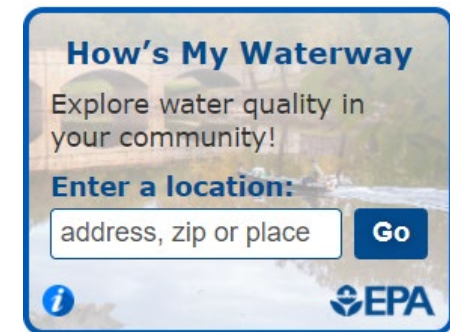 How's My Waterway
Explore water quality in
your community!
Enter a location:
address, zip or place
Go
i
EPA